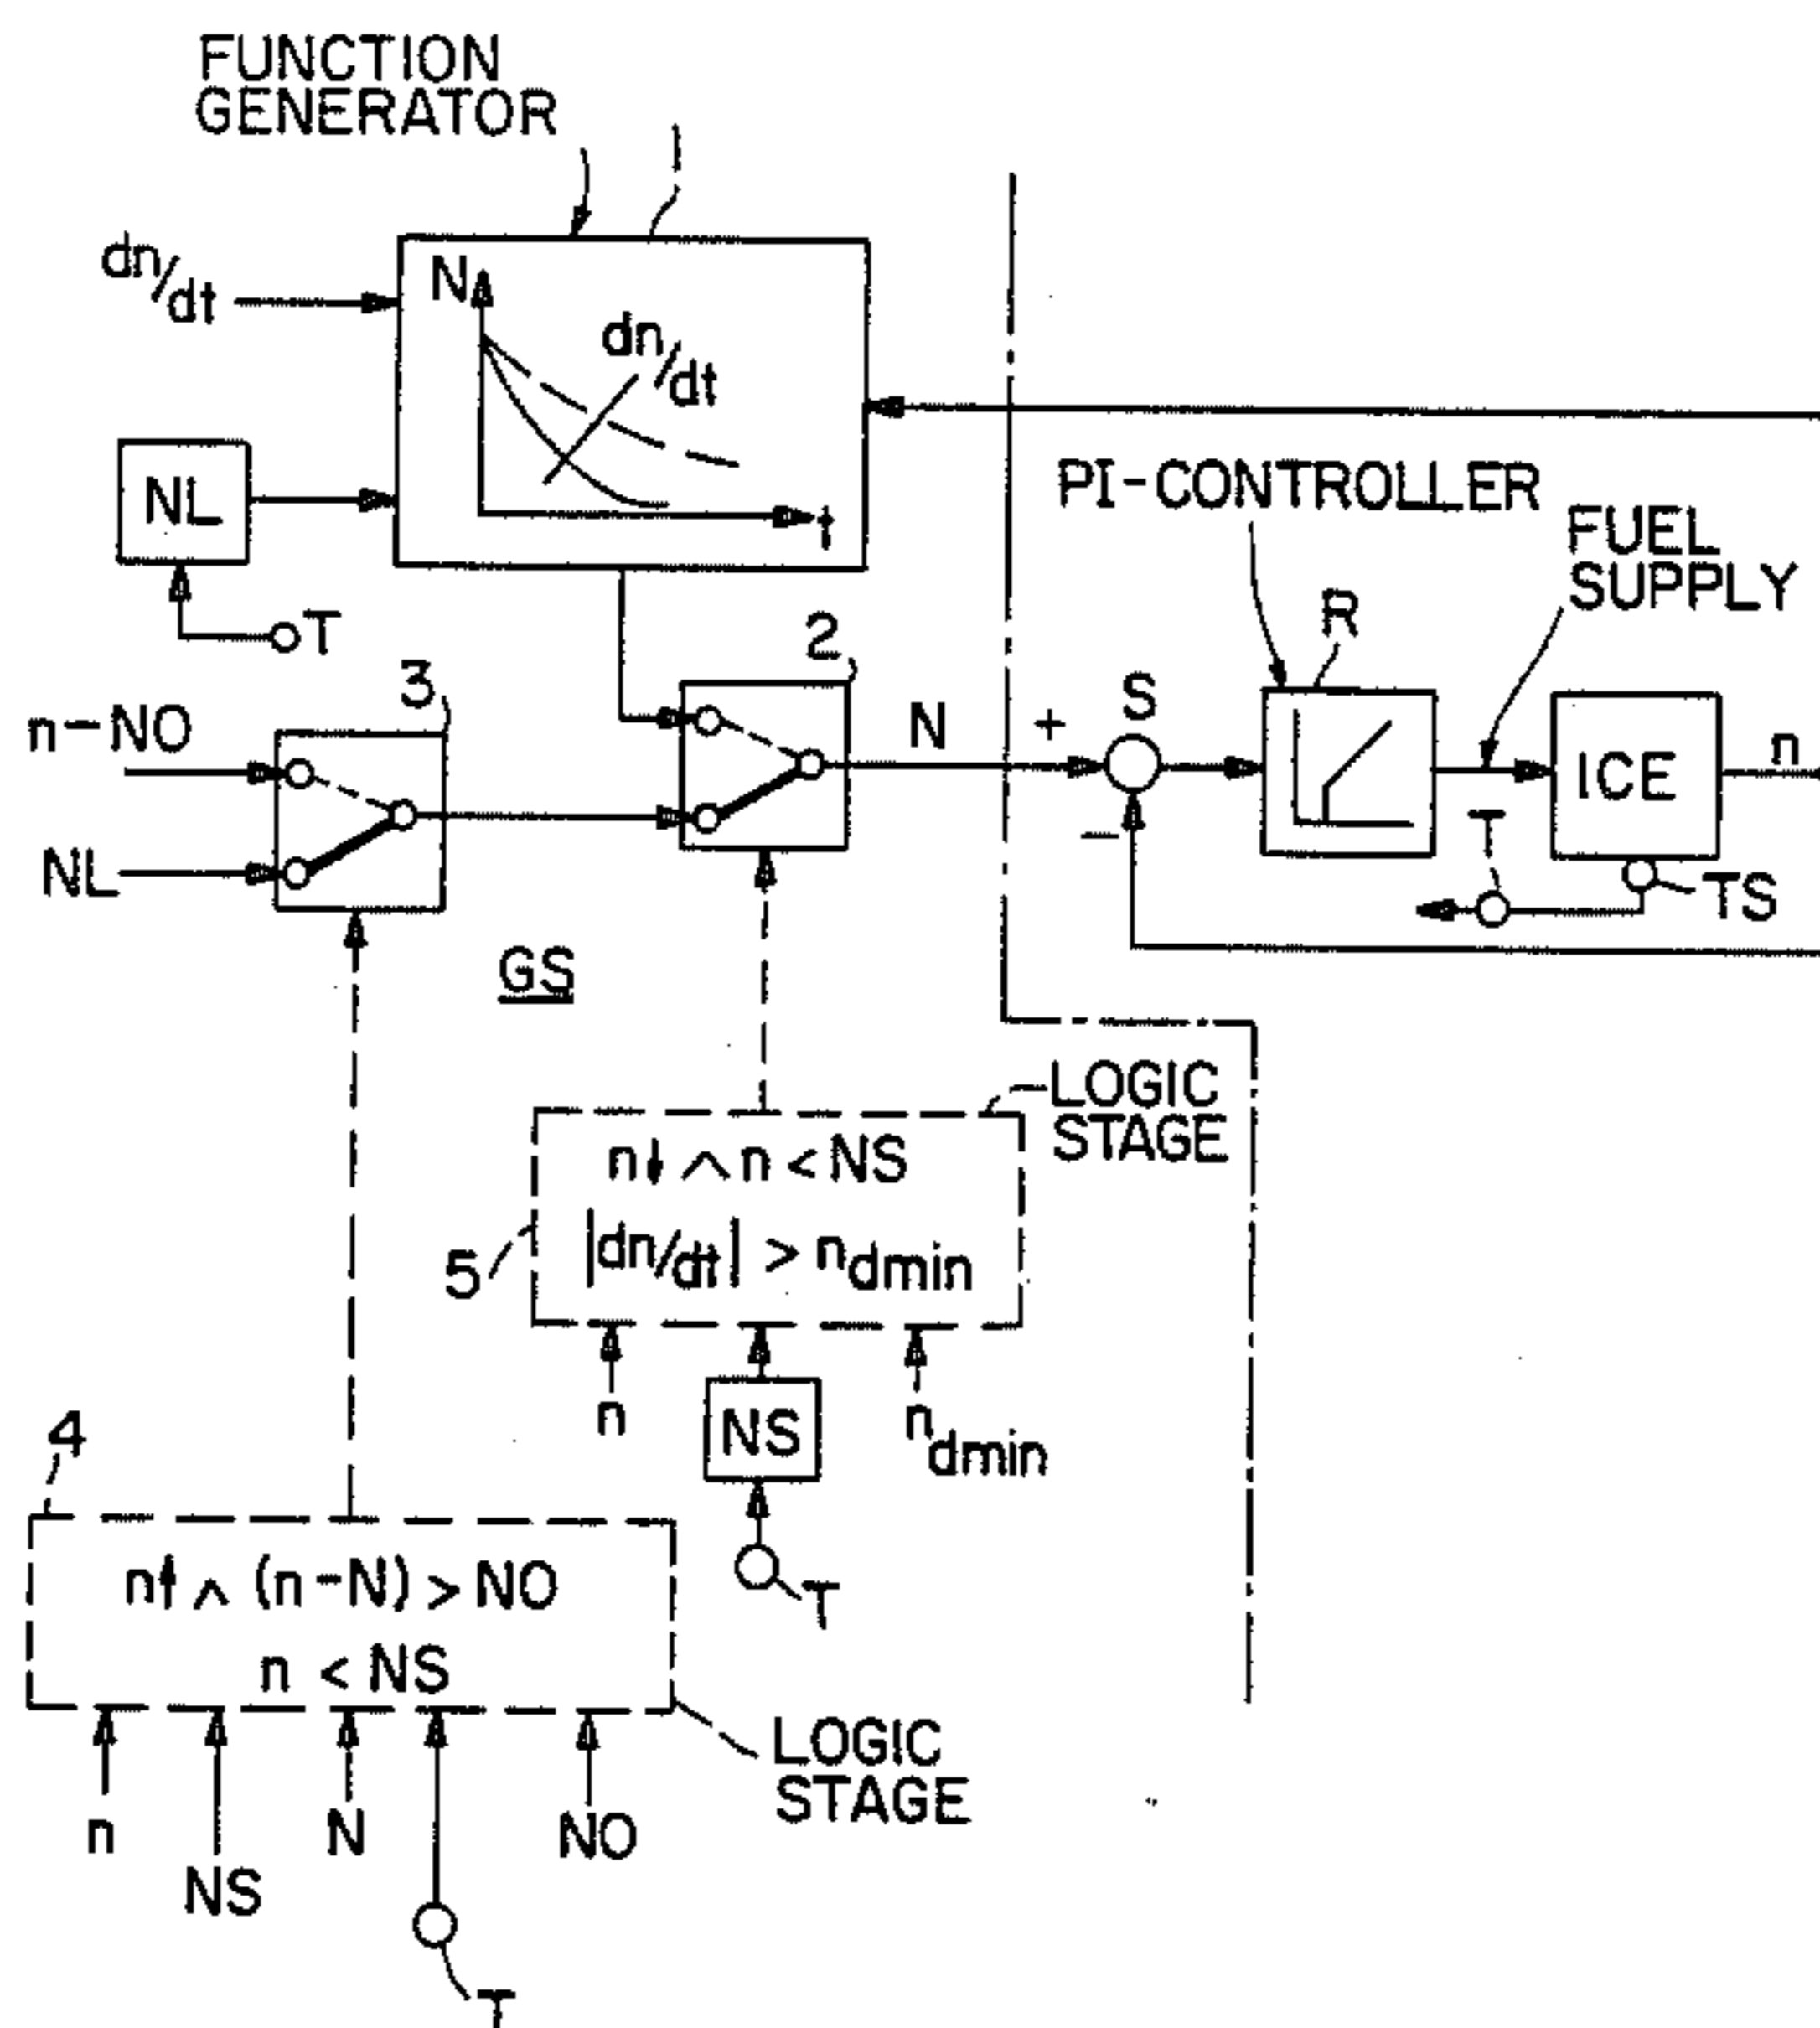 FUNCTION
GENERATOR
1
dn/dt
N
dn/dt
t
NL
T
PI-CONTROLLER
FUEL
SUPPLY
R
2
3
n-NO
NL
N
+
S
-
ICE
n
T
TS
GS
LOGIC
STAGE
n↓ ∧ n < NS
|dn/dt| > ndmin
5
n
NS
ndmin
T
4
n↑ ∧ (n-N) > NO
n < NS
LOGIC
STAGE
n
NS
N
NO
T